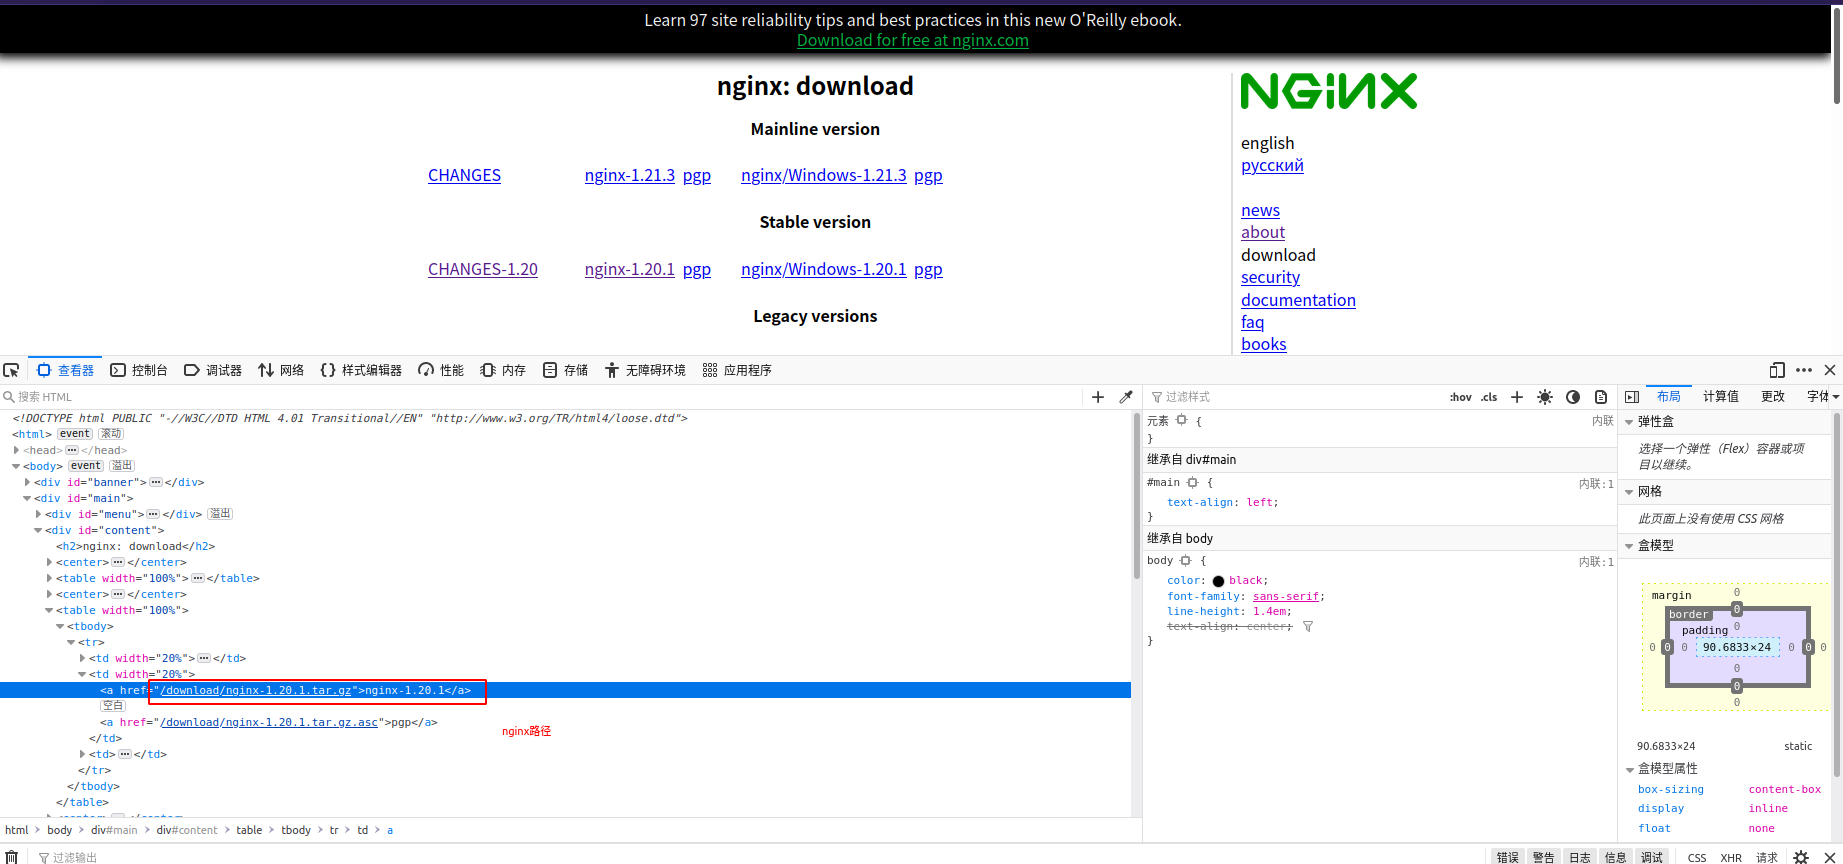 Learn 97 site reliability tips and best practices in this new O'Reilly ebook.
Download for free at nginx.com
nginx: download
Mainline version
CHANGES nginx-1.21.3 pgp nginx/Windows-1.21.3 pgp
Stable version
CHANGES-1.20 nginx-1.20.1 pgp nginx/Windows-1.20.1 pgp
Legacy versions
NGINX
english
русский
news
about
download
security
documentation
faq
books
查看器 控制台 调试器 网络 样式编辑器 性能 内存 存储 无障碍环境 应用程序
搜索 HTML
<!DOCTYPE html PUBLIC "-//W3C//DTD HTML 4.01 Transitional//EN" "http://www.w3.org/TR/html4/loose.dtd">
<html> event 滚动
<head> ··· </head>
<body> event 溢出
<div id="banner"> ··· </div>
<div id="main">
<div id="menu"> ··· </div> 溢出
<div id="content">
<h2>nginx: download</h2>
<center> ··· </center>
<table width="100%"> ··· </table>
<center> ··· </center>
<table width="100%">
<tbody>
<tr>
<td width="20%"> ··· </td>
<td width="20%">
<a href="/download/nginx-1.20.1.tar.gz">nginx-1.20.1</a>
空白
<a href="/download/nginx-1.20.1.tar.gz.asc">pgp</a>
nginx路径
</td>
<td> ··· </td>
</tr>
</tbody>
</table>
html > body > div#main > div#content > table > tbody > tr > td > a
过滤输出
过滤样式 :hov .cls +
元素 { 内联
}
继承自 div#main
#main { 内联:1
text-align: left;
}
继承自 body
body { 内联:1
color: black;
font-family: sans-serif;
line-height: 1.4em;
text-align: center;
}
布局 计算值 更改 字体
弹性盒
选择一个弹性（Flex）容器或项
目以继续。
网格
此页面上没有使用 CSS 网格
盒模型
margin 0
border 0
padding 0
0 0 0 90.6833×24 0 0 0
0
0
0
90.6833×24 static
盒模型属性
box-sizing content-box
display inline
float none
错误 警告 日志 信息 调试 CSS XHR 请求